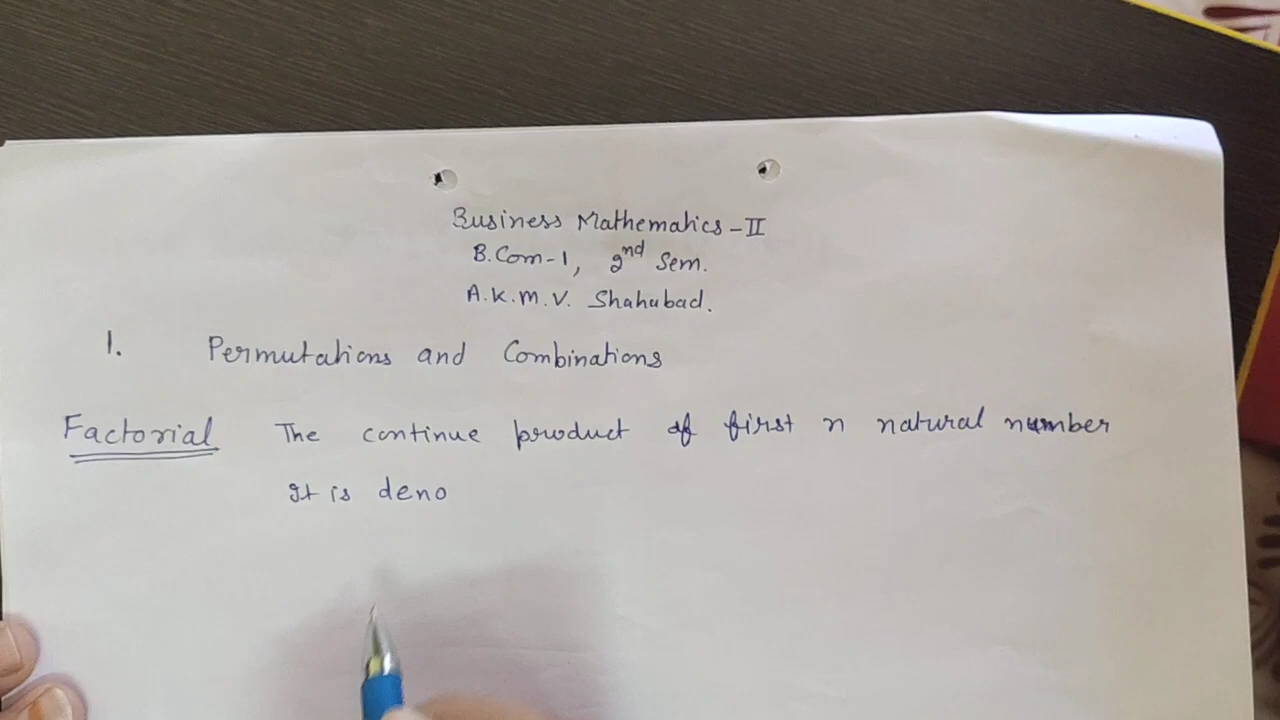 Business Mathematics-II
B.Com-1, 2nd Sem.
A.K.M.V. Shahabad.
1. Permutations and Combinations
Factorial The continue product of first n natural number
It is deno